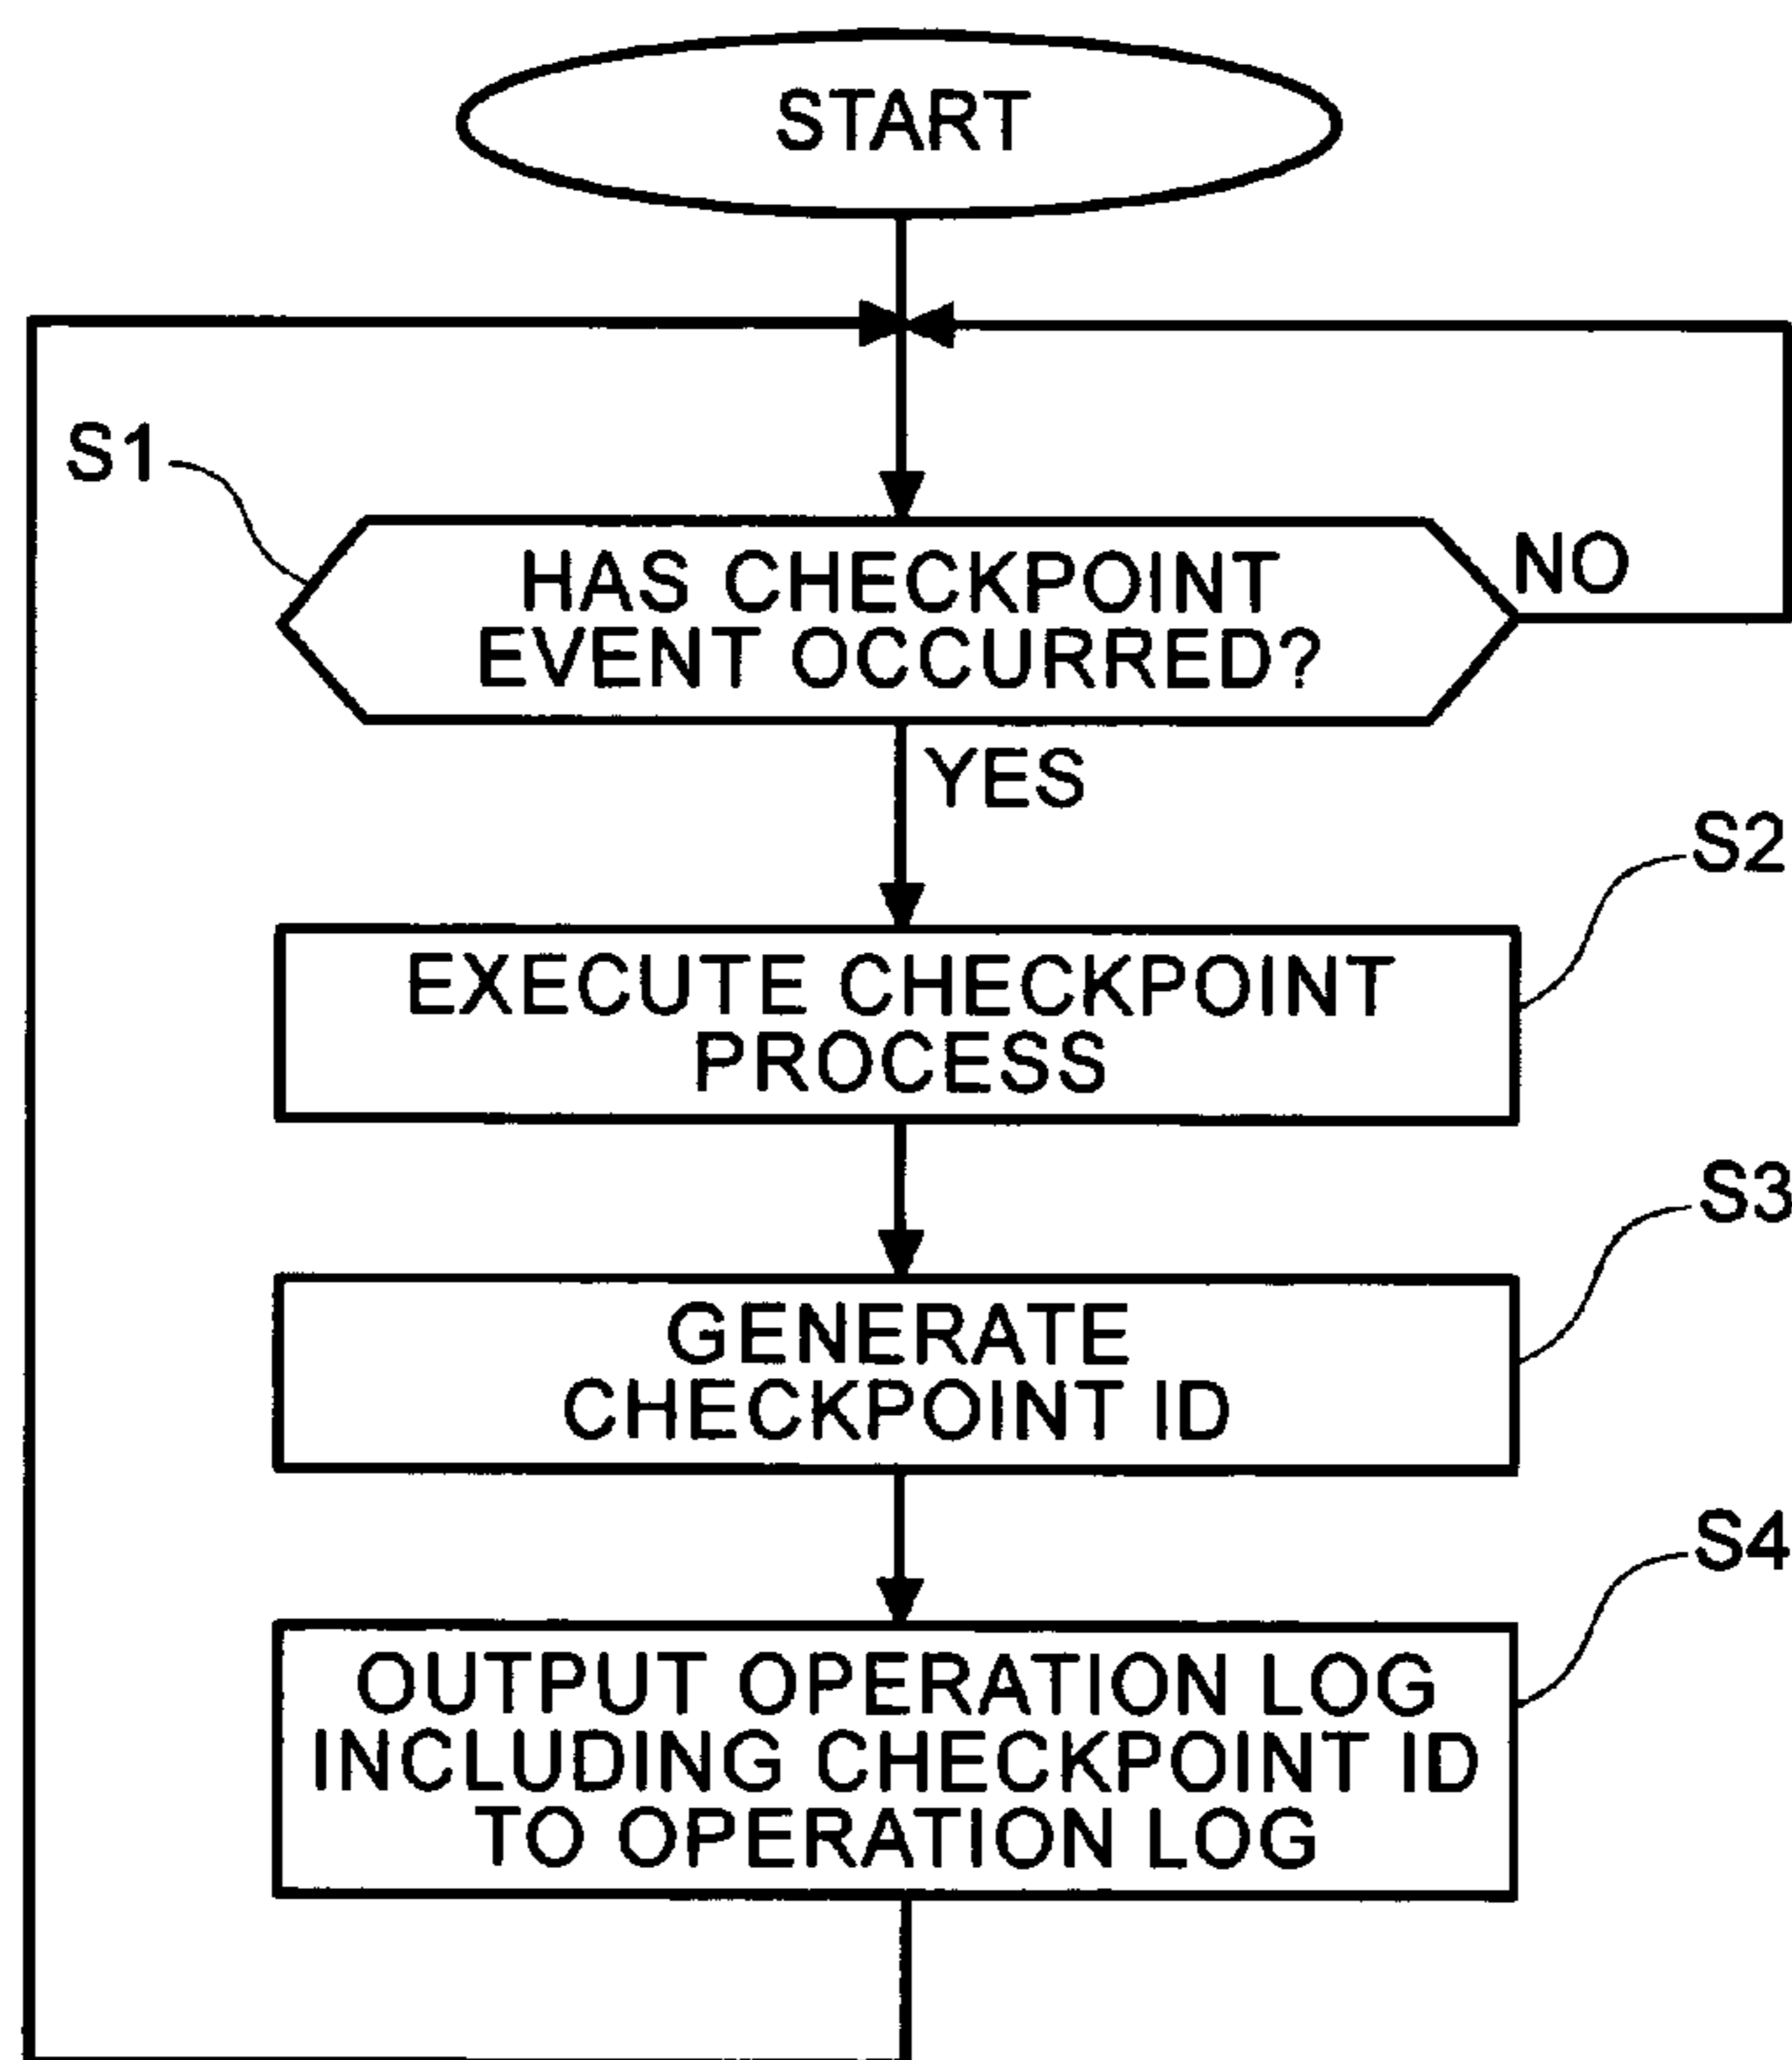 START
S1
HAS CHECKPOINT
EVENT OCCURRED?
NO
YES
S2
EXECUTE CHECKPOINT
PROCESS
S3
GENERATE
CHECKPOINT ID
S4
OUTPUT OPERATION LOG
INCLUDING CHECKPOINT ID
TO OPERATION LOG